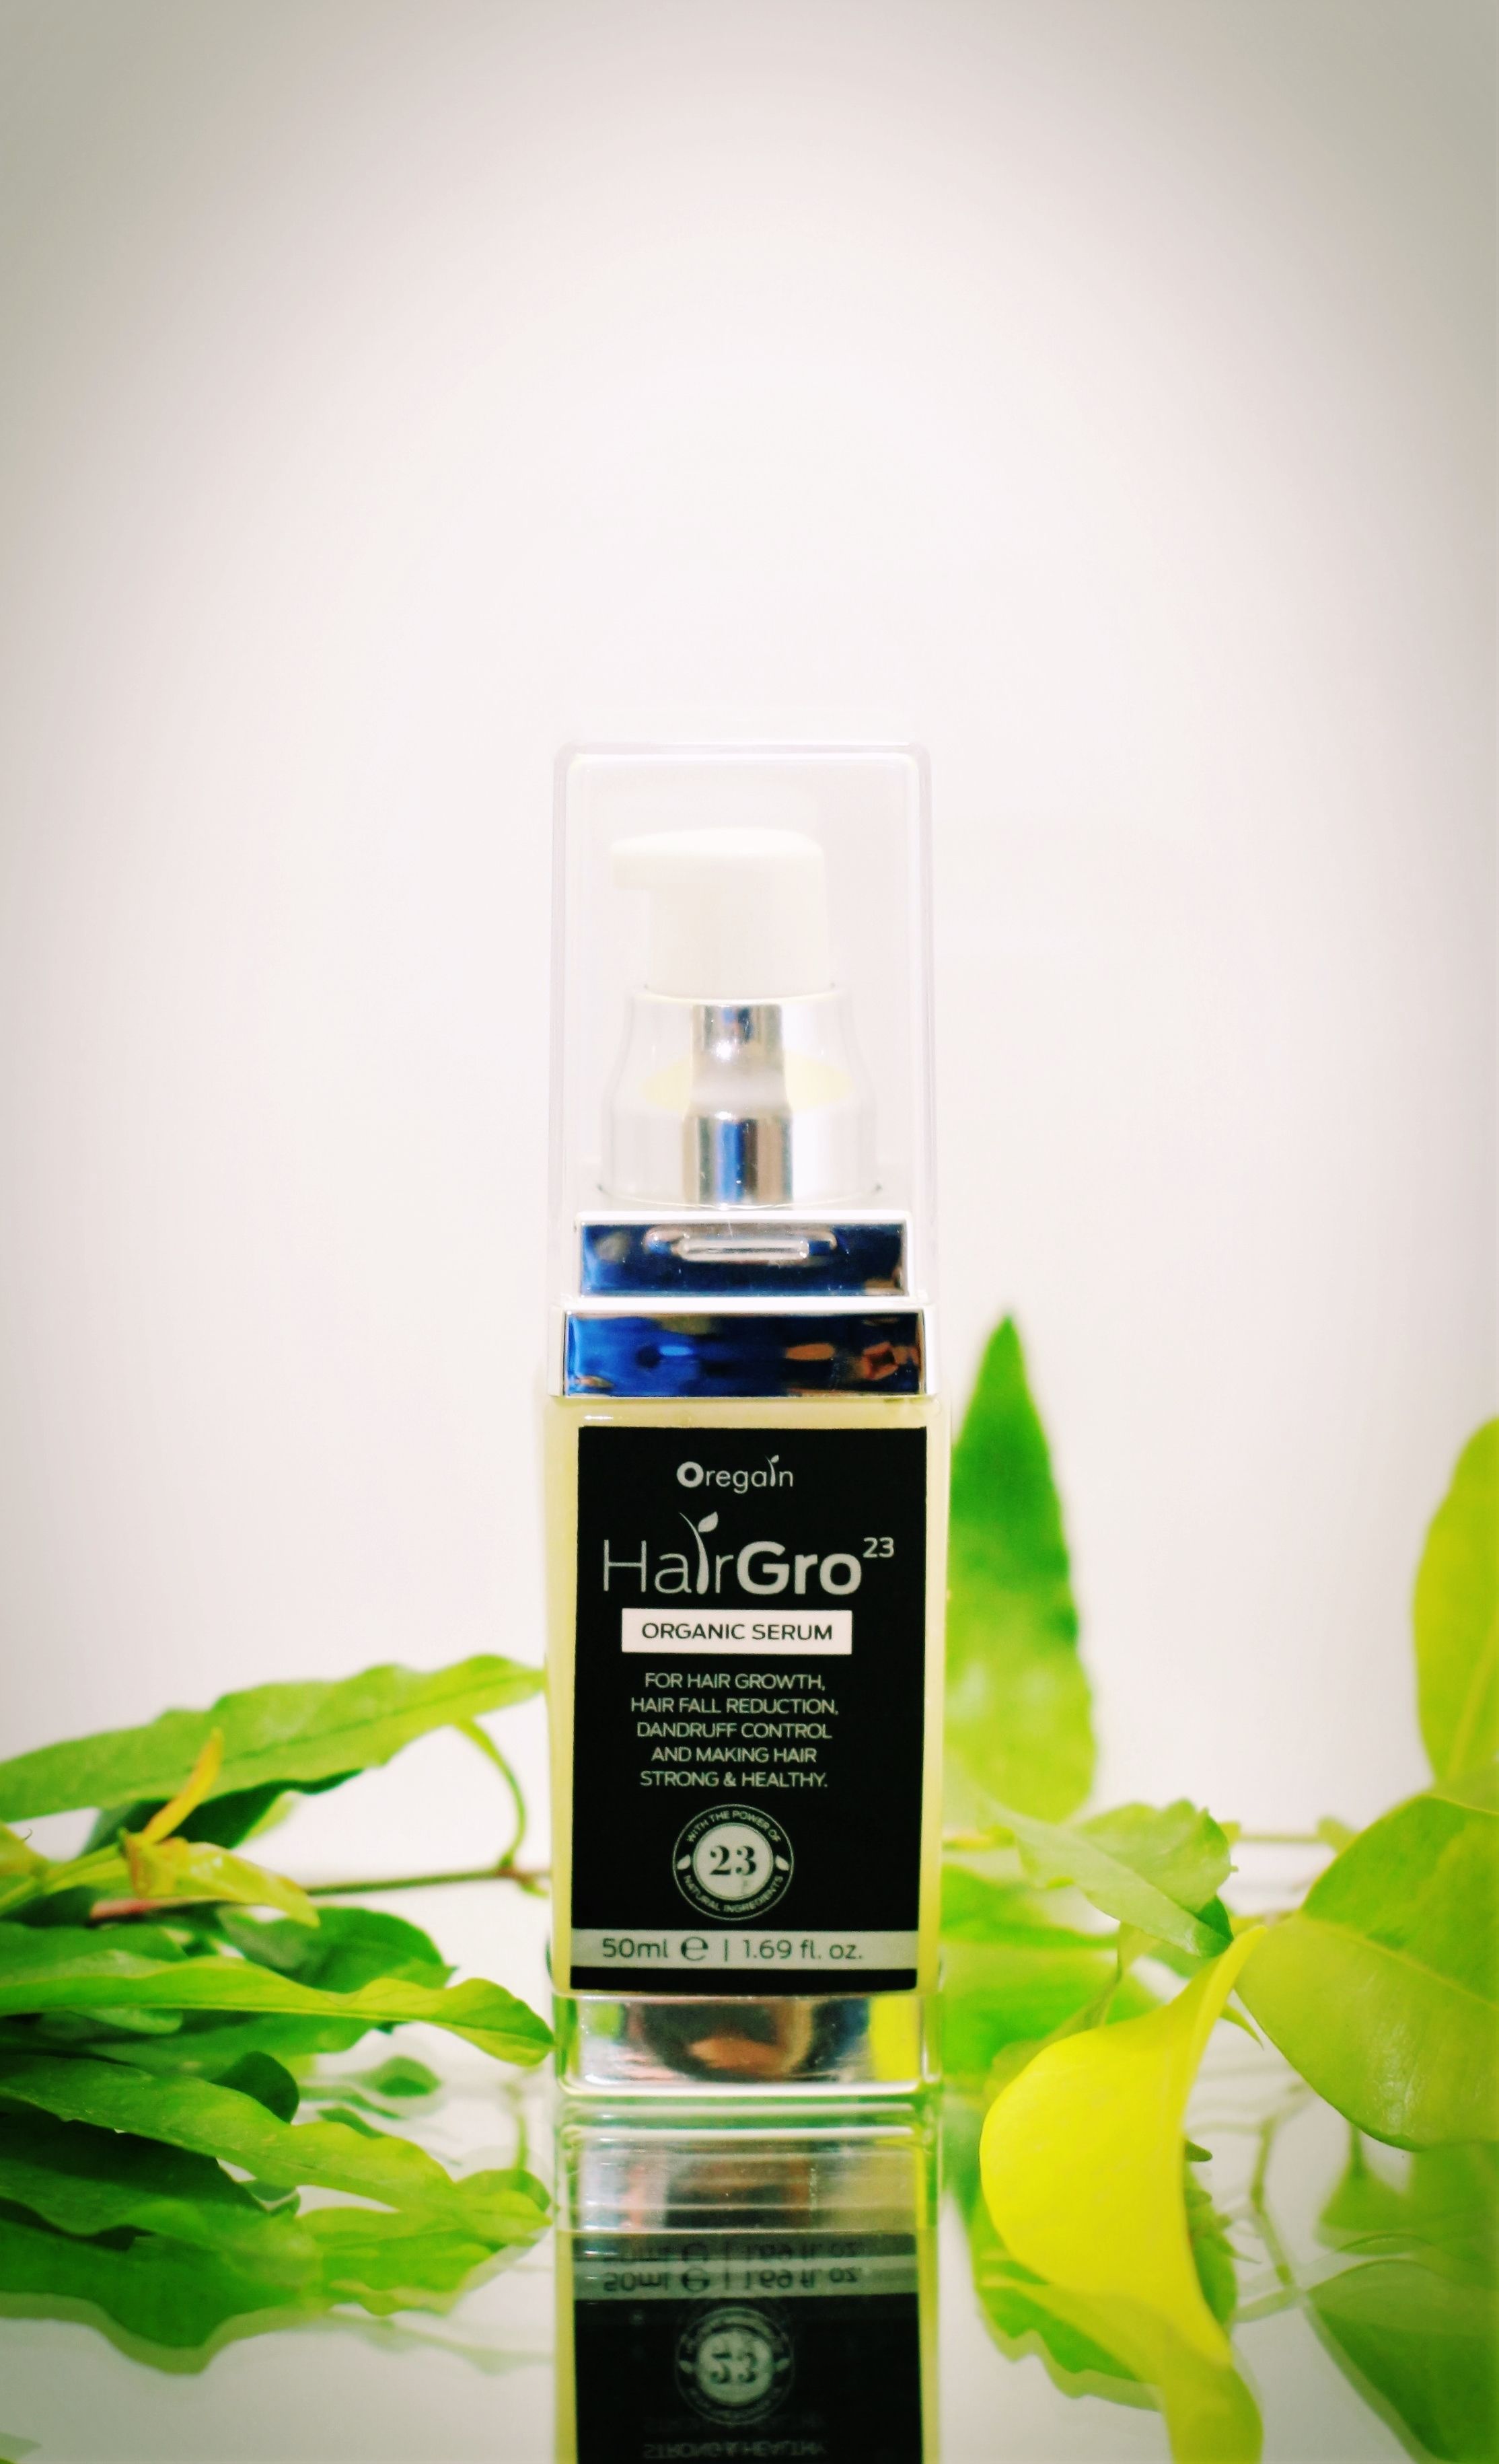 Oregain
HairGro23
ORGANIC SERUM
FOR HAIR GROWTH,
HAIR FALL REDUCTION,
DANDRUFF CONTROL
AND MAKING HAIR
STRONG & HEALTHY.
WITH THE POWER OF
23
NATURAL INGREDIENTS
50ml ℮ | 1.69 fl. oz.